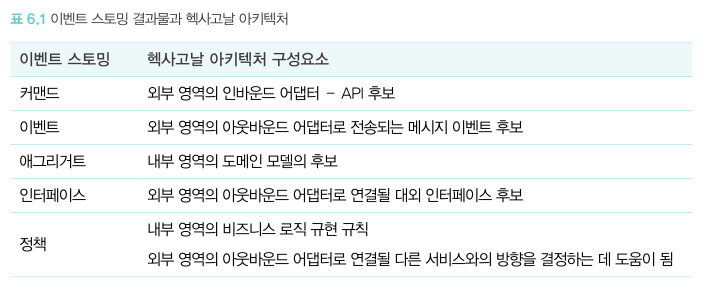 표 6.1 이벤트 스토밍 결과물과 헥사고날 아키텍처
이벤트 스토밍 헥사고날 아키텍처 구성요소
커맨드 외부 영역의 인바운드 어댑터 – API 후보
이벤트 외부 영역의 아웃바운드 어댑터로 전송되는 메시지 이벤트 후보
애그리거트 내부 영역의 도메인 모델의 후보
인터페이스 외부 영역의 아웃바운드 어댑터로 연결될 대외 인터페이스 후보
정책 내부 영역의 비즈니스 로직 규현 규칙
외부 영역의 아웃바운드 어댑터로 연결될 다른 서비스와의 방향을 결정하는 데 도움이 됨